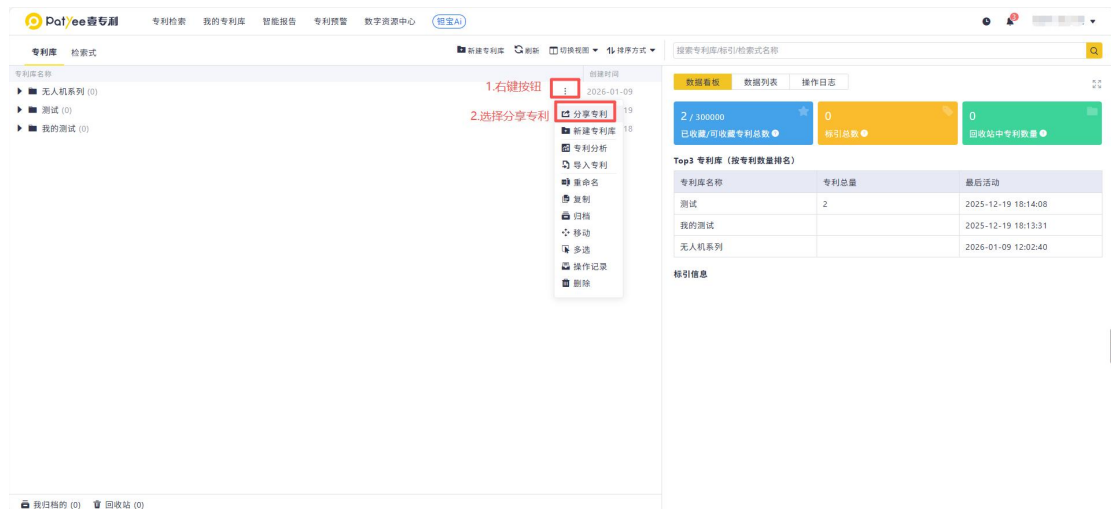 Patyee壹专利 专利检索 我的专利库 智能报告 专利预警 数字资源中心 钽宝Ai
专利库 检索式 新建专利库 刷新 切换视图 排序方式 搜索专利库/标引/检索式名称
专利库名称 创建时间
数据看板 数据列表 操作日志
无人机系列 (0) 1.右键按钮 2026-01-09
测试 (0) 2.选择分享专利 分享专利 19
我的测试 (0) 新建专利库 18
专利分析
导入专利
重命名
复制
归档
移动
多选
操作记录
删除
2 / 300000
已收藏/可收藏专利总数
0
标引总数
0
回收站中专利数量
Top3 专利库（按专利数量排名）
专利库名称 专利总量 最后活动
测试 2 2025-12-19 18:14:08
我的测试 2025-12-19 18:13:31
无人机系列 2026-01-09 12:02:40
标引信息
我归档的 (0) 回收站 (0)